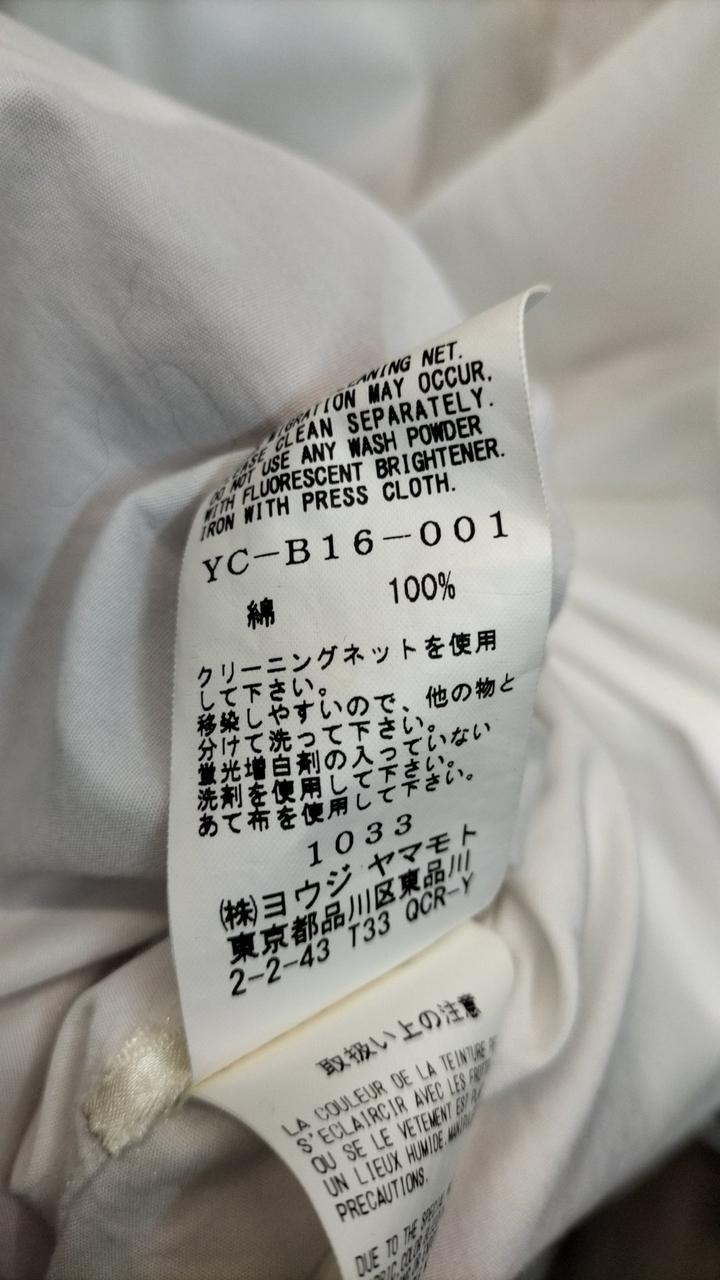 CLEANING NET.
MIGRATION MAY OCCUR,
PLEASE CLEAN SEPARATELY.
DO NOT USE ANY WASH POWDER
WITH FLUORESCENT BRIGHTENER.
IRON WITH PRESS CLOTH.
YC-B16-001
綿 100%
クリーニングネットを使用
して下さい。
移染しやすいので、他の物と
分けて洗って下さい。
蛍光増白剤の入っていない
洗剤を使用して下さい。
あて布を使用して下さい。
1033
(株)ヨウジ ヤマモト
東京都品川区東品川
2-2-43 T33 QCR-Y
取扱い上の注意
LA COULEUR DE LA TEINTURE
S'ECLAIRCIR AVEC LES
OU SE LE VETEMENT EST
UN LIEUX HUMIDE.
PRECAUTIONS.
DUE TO THE SPECIAL